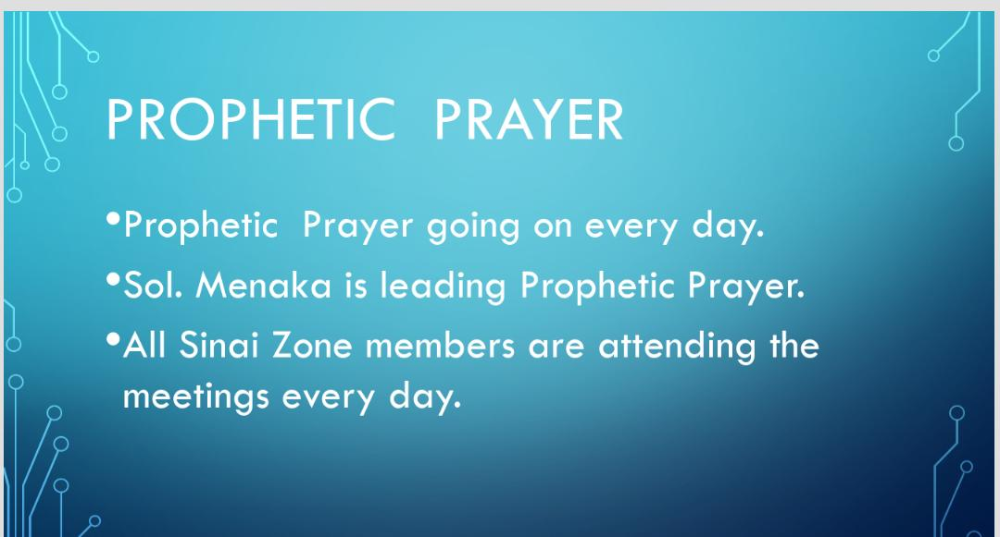 PROPHETIC  PRAYER
•Prophetic  Prayer going on every day.
•Sol. Menaka is leading Prophetic Prayer.
•All Sinai Zone members are attending the
meetings every day.